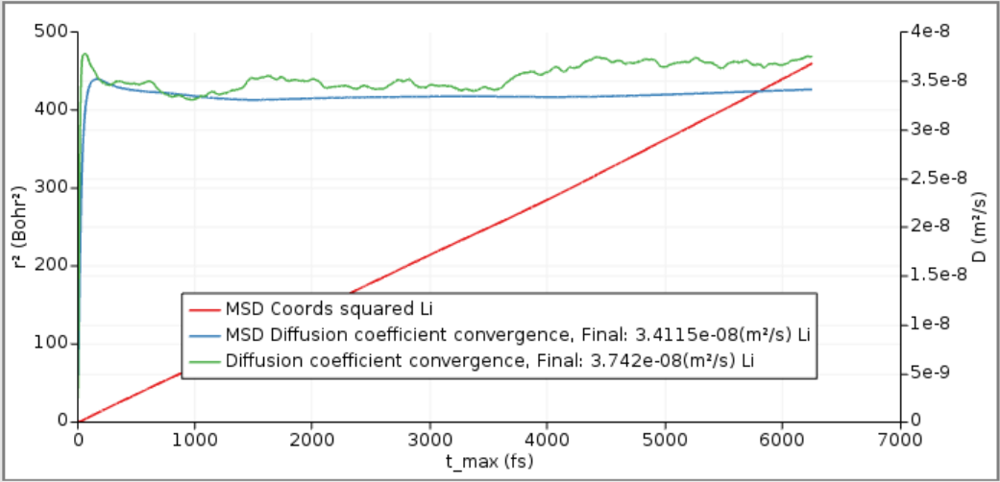 500
400
300
200
100
0
r² (Bohr²)
4e-8
3.5e-8
3e-8
2.5e-8
2e-8
1.5e-8
1e-8
5e-9
0
D (m²/s)
MSD Coords squared Li
MSD Diffusion coefficient convergence, Final: 3.4115e-08(m²/s) Li
Diffusion coefficient convergence, Final: 3.742e-08(m²/s) Li
0 1000 2000 3000 4000 5000 6000 7000
t_max (fs)